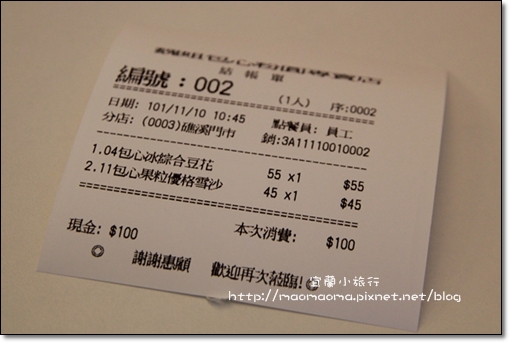 結帳單
編號：002
(1人) 序:0002
日期: 101/11/10 10:45 點餐員: 員工
分店: (0003)礁溪門市 銷:3A11110010002
1.04包心冰綜合豆花 55 x1 $55
2.11包心果粒優格雪沙 45 x1 $45
現金: $100 本次消費: $100
謝謝惠顧 歡迎再次蒞臨!
宜蘭小旅行
http://maomaoma.pixnet.net/blog